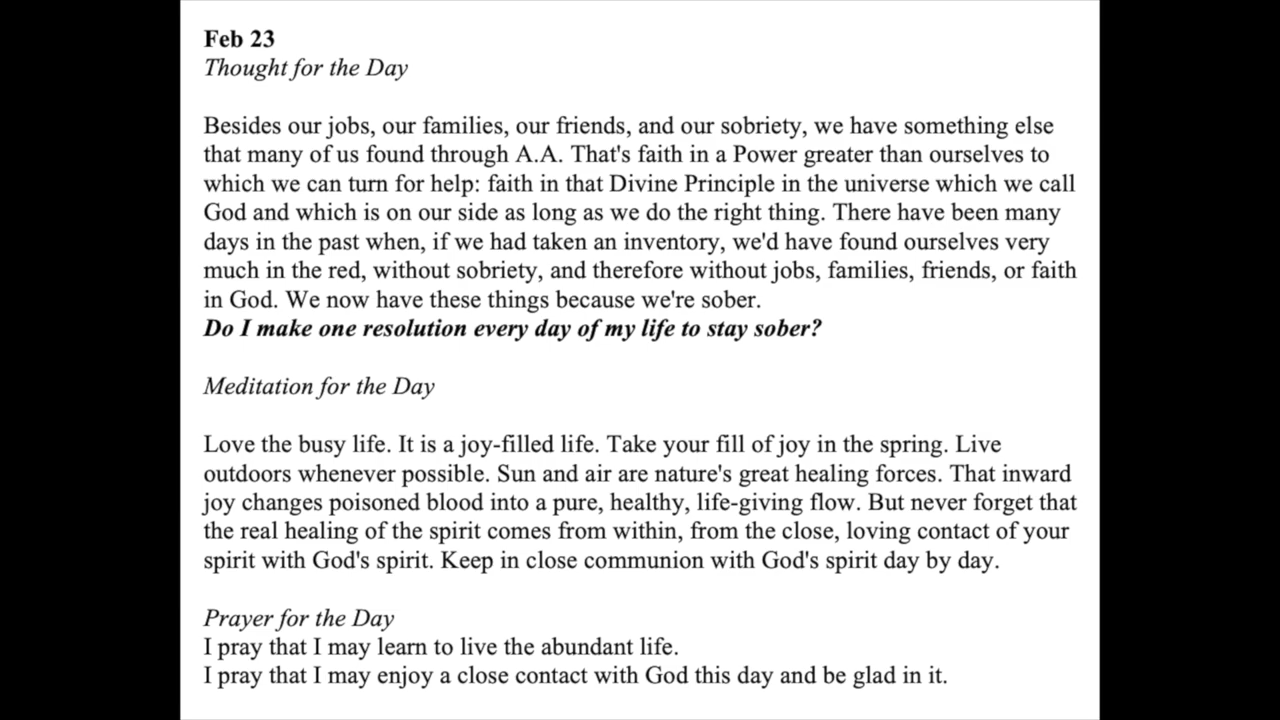 Feb 23
Thought for the Day
Besides our jobs, our families, our friends, and our sobriety, we have something else
that many of us found through A.A. That's faith in a Power greater than ourselves to
which we can turn for help: faith in that Divine Principle in the universe which we call
God and which is on our side as long as we do the right thing. There have been many
days in the past when, if we had taken an inventory, we'd have found ourselves very
much in the red, without sobriety, and therefore without jobs, families, friends, or faith
in God. We now have these things because we're sober.
Do I make one resolution every day of my life to stay sober?
Meditation for the Day
Love the busy life. It is a joy-filled life. Take your fill of joy in the spring. Live
outdoors whenever possible. Sun and air are nature's great healing forces. That inward
joy changes poisoned blood into a pure, healthy, life-giving flow. But never forget that
the real healing of the spirit comes from within, from the close, loving contact of your
spirit with God's spirit. Keep in close communion with God's spirit day by day.
Prayer for the Day
I pray that I may learn to live the abundant life.
I pray that I may enjoy a close contact with God this day and be glad in it.